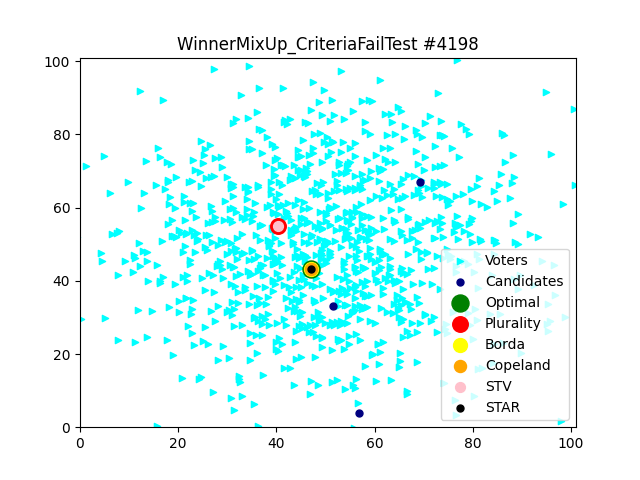 WinnerMixUp_CriteriaFailTest #4198
100
80
60
40
20
0
0
20
40
60
80
100
Voters
Candidates
Optimal
Plurality
Borda
Copeland
STV
STAR